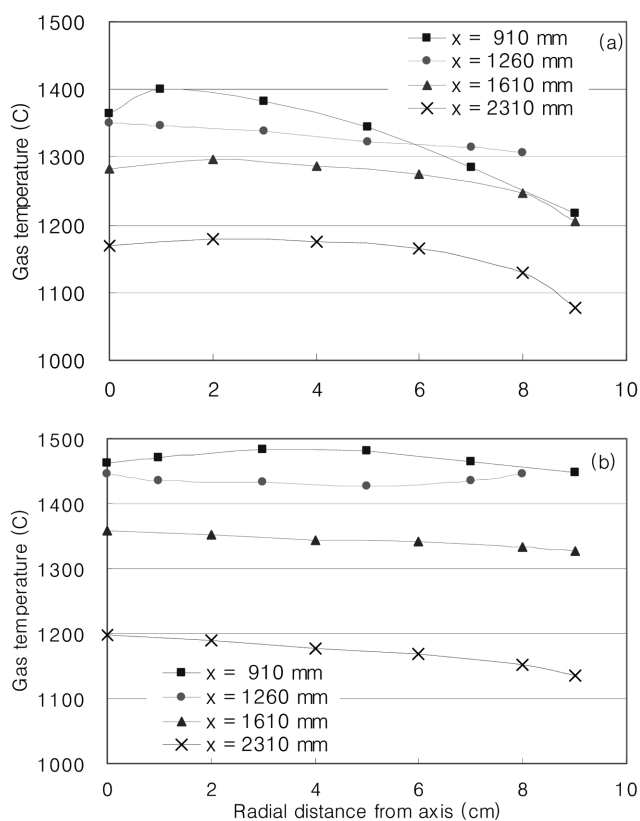 1500
1400
1300
1200
1100
1000
Gas temperature (C)
x = 910 mm
x = 1260 mm
x = 1610 mm
x = 2310 mm
(a)
0 2 4 6 8 10
1500
1400
1300
1200
1100
1000
Gas temperature (C)
(b)
x = 910 mm
x = 1260 mm
x = 1610 mm
x = 2310 mm
0 2 4 6 8 10
Radial distance from axis (cm)